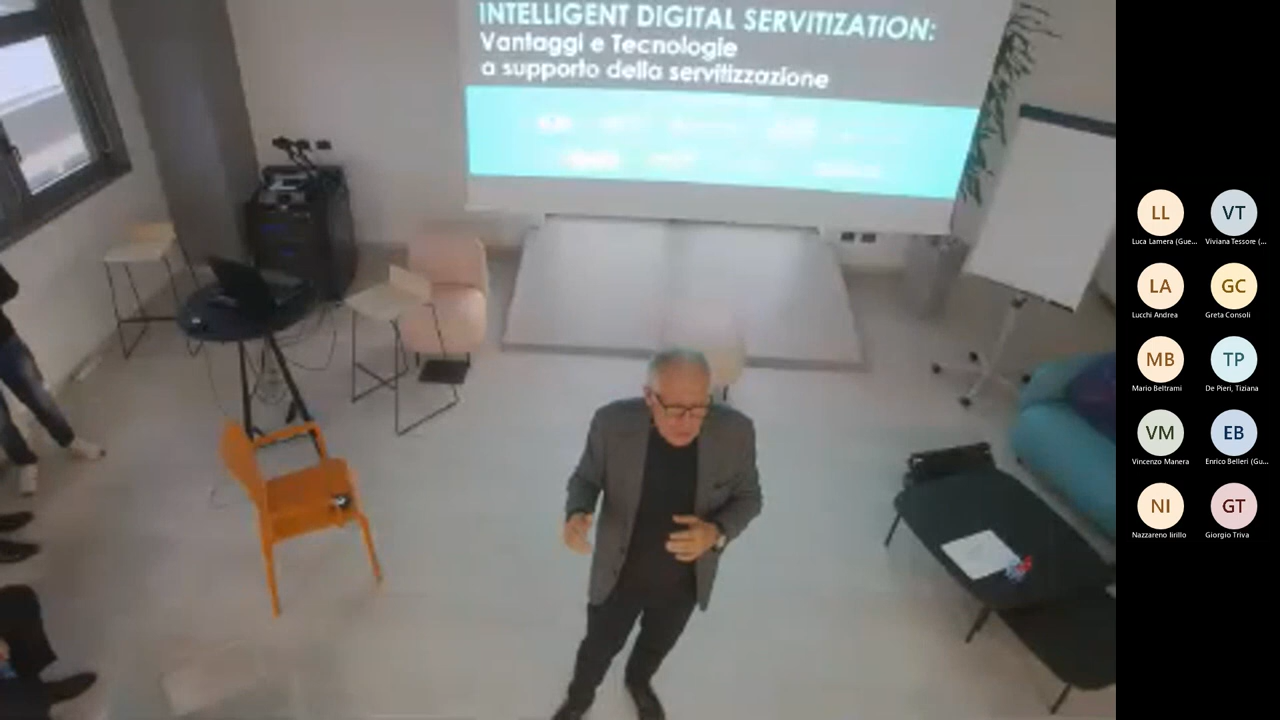 INTELLIGENT DIGITAL SERVITIZATION:
Vantaggi e Tecnologie
a supporto della servitizzazione
LL
VT
Luca Lamera (Gue...
Viviana Tessore (...
LA
GC
Lucchi Andrea
Greta Consoli
MB
TP
Mario Beltrami
De Pieri, Tiziana
VM
EB
Vincenzo Manera
Enrico Belleri (Gu...
NI
GT
Nazzareno Iirillo
Giorgio Triva